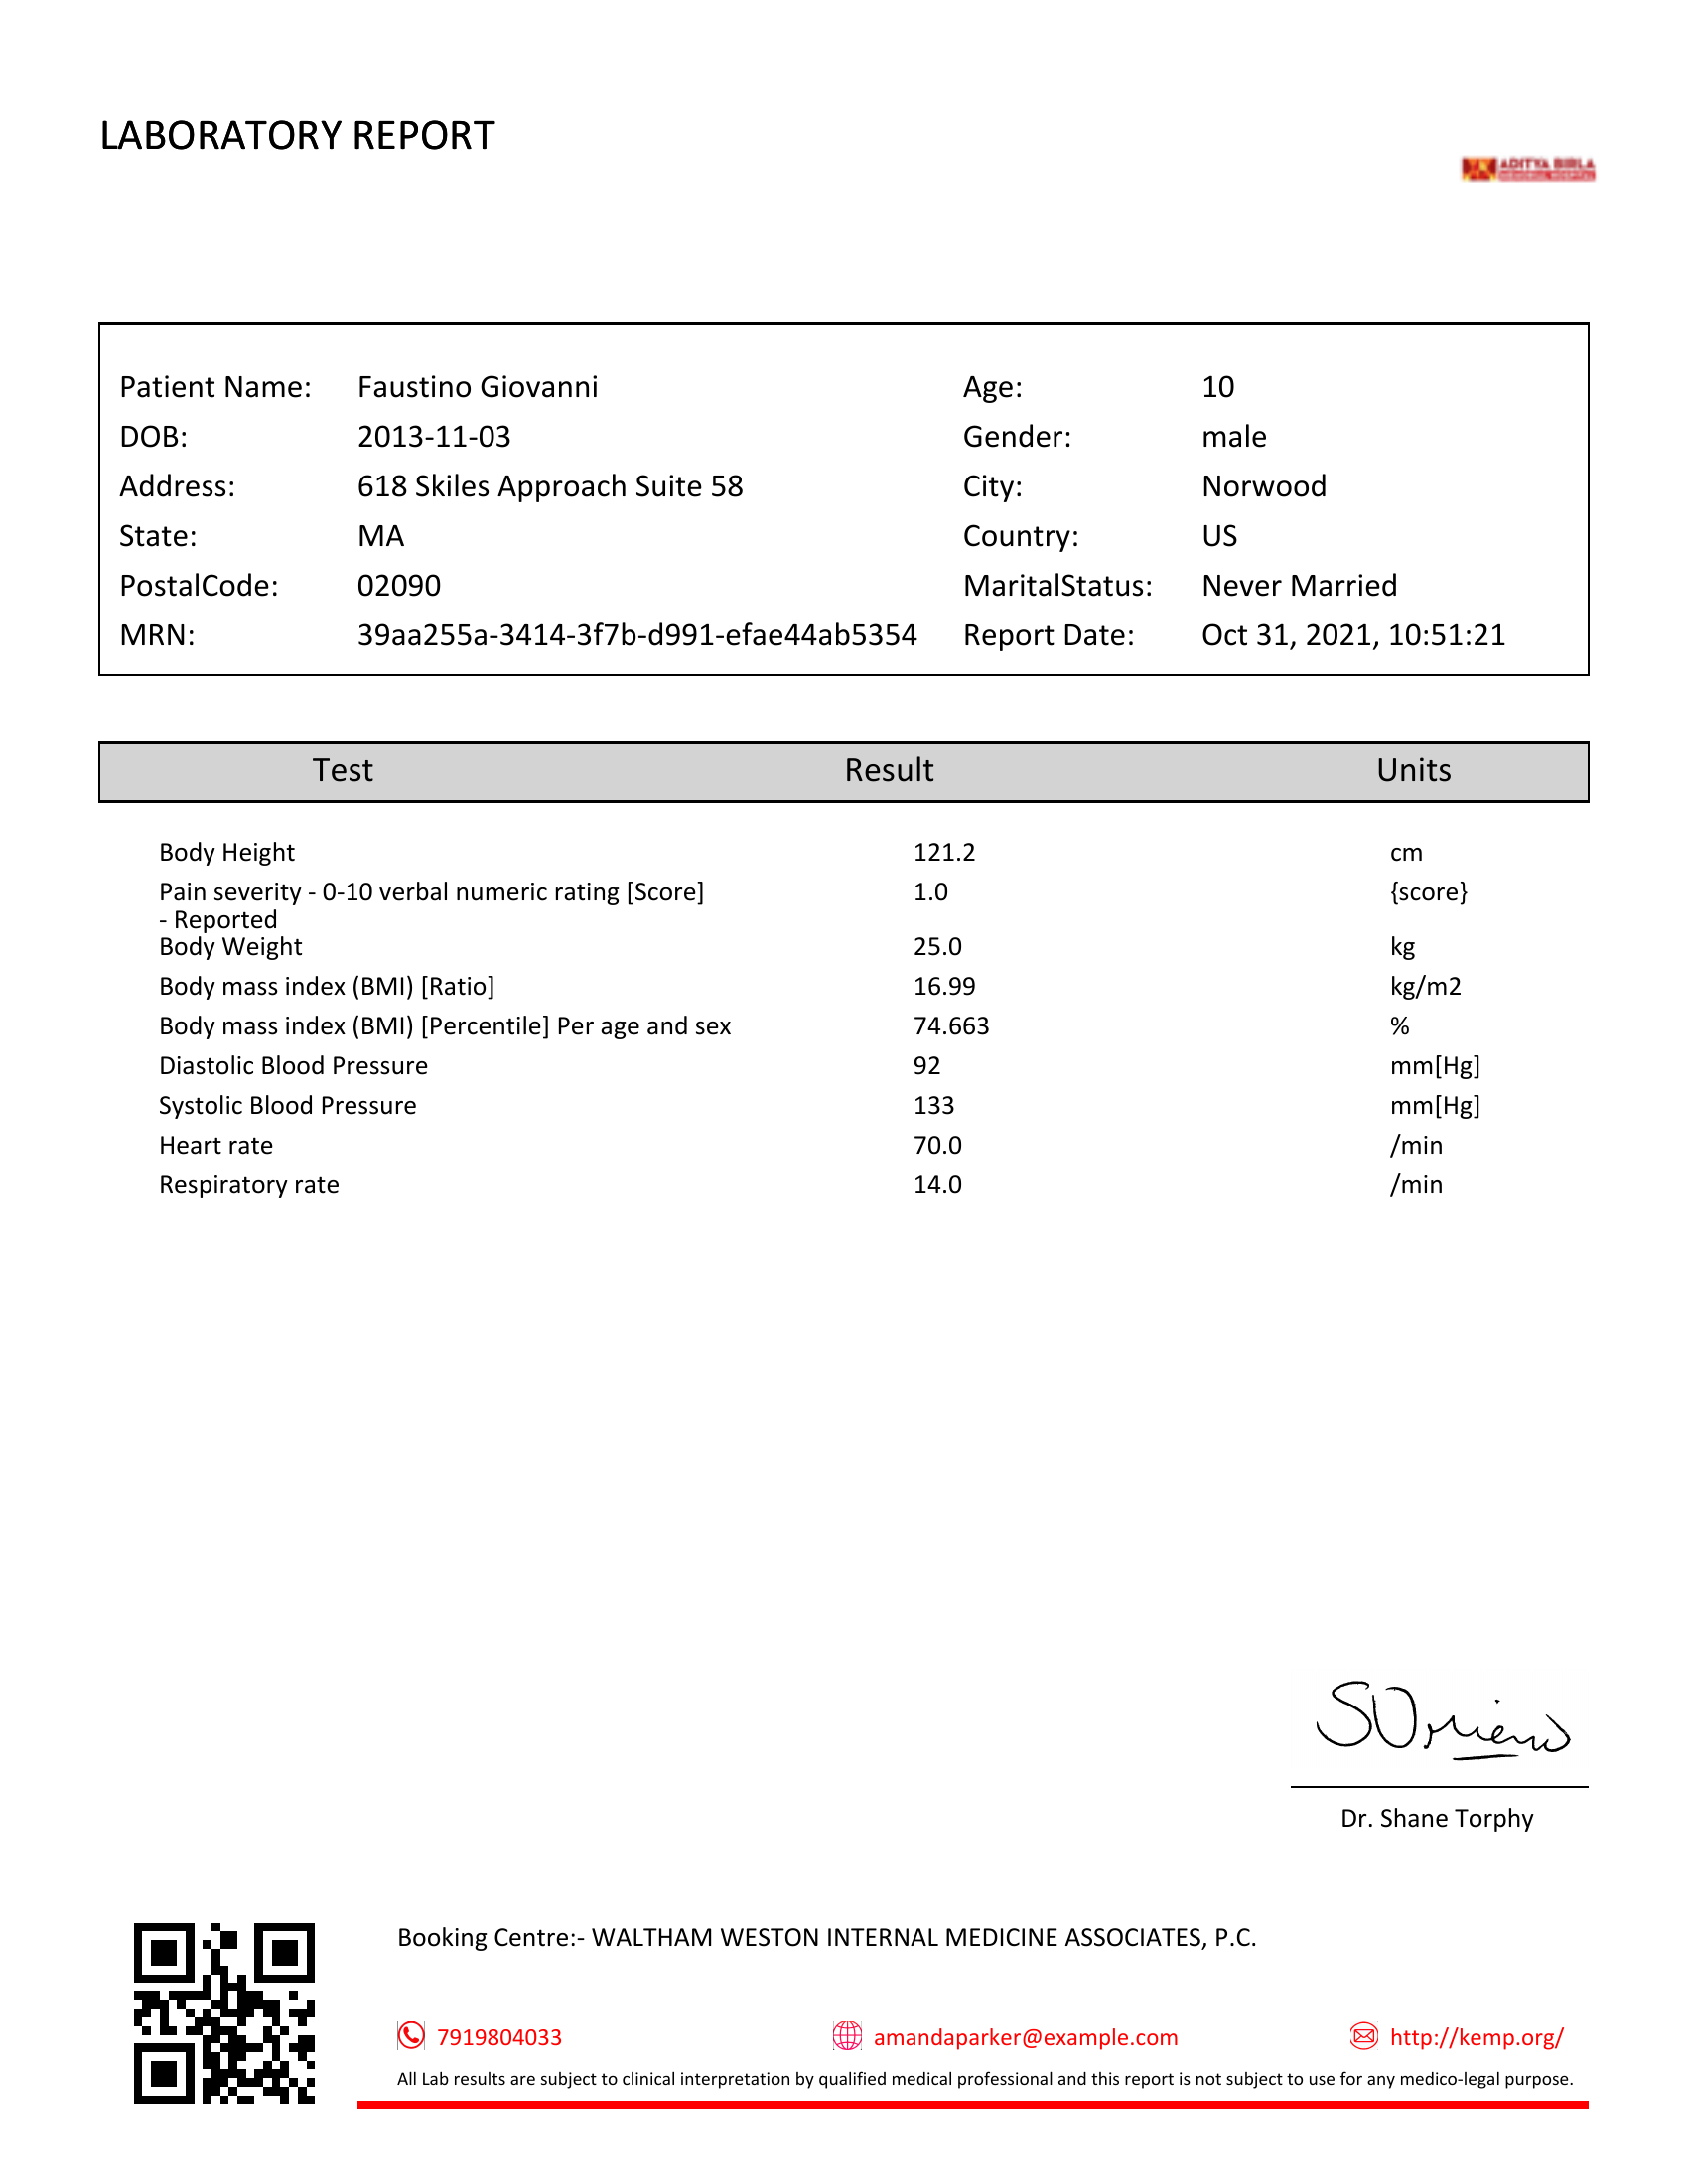 LABORATORY REPORT
ADITYA BIRLA
MEMORIAL HOSPITAL
Patient Name: Faustino Giovanni Age: 10
DOB: 2013-11-03 Gender: male
Address: 618 Skiles Approach Suite 58 City: Norwood
State: MA Country: US
PostalCode: 02090 MaritalStatus: Never Married
MRN: 39aa255a-3414-3f7b-d991-efae44ab5354 Report Date: Oct 31, 2021, 10:51:21
Test Result Units
Body Height 121.2 cm
Pain severity - 0-10 verbal numeric rating [Score] 1.0 {score}
- Reported
Body Weight 25.0 kg
Body mass index (BMI) [Ratio] 16.99 kg/m2
Body mass index (BMI) [Percentile] Per age and sex 74.663 %
Diastolic Blood Pressure 92 mm[Hg]
Systolic Blood Pressure 133 mm[Hg]
Heart rate 70.0 /min
Respiratory rate 14.0 /min
Dr. Shane Torphy
Booking Centre:- WALTHAM WESTON INTERNAL MEDICINE ASSOCIATES, P.C.
7919804033 amandaparker@example.com http://kemp.org/
All Lab results are subject to clinical interpretation by qualified medical professional and this report is not subject to use for any medico-legal purpose.